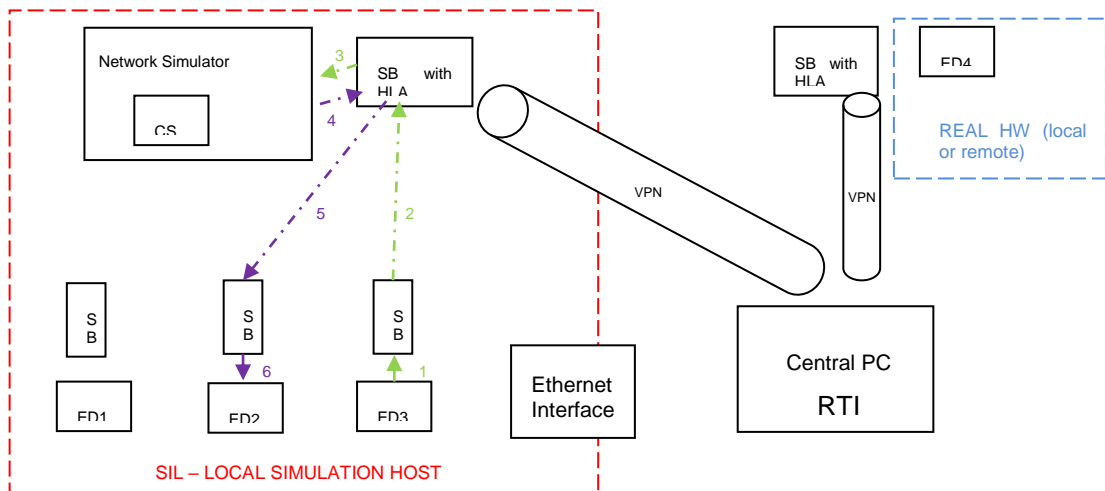 Network Simulator
CS
3
4
SB with
HLA
SB with
HLA
ED4
REAL HW (local
or remote)
VPN
VPN
5
2
S
B
S
B
S
B
6
1
ED1
ED2
ED3
Ethernet
Interface
Central PC
RTI
SIL – LOCAL SIMULATION HOST